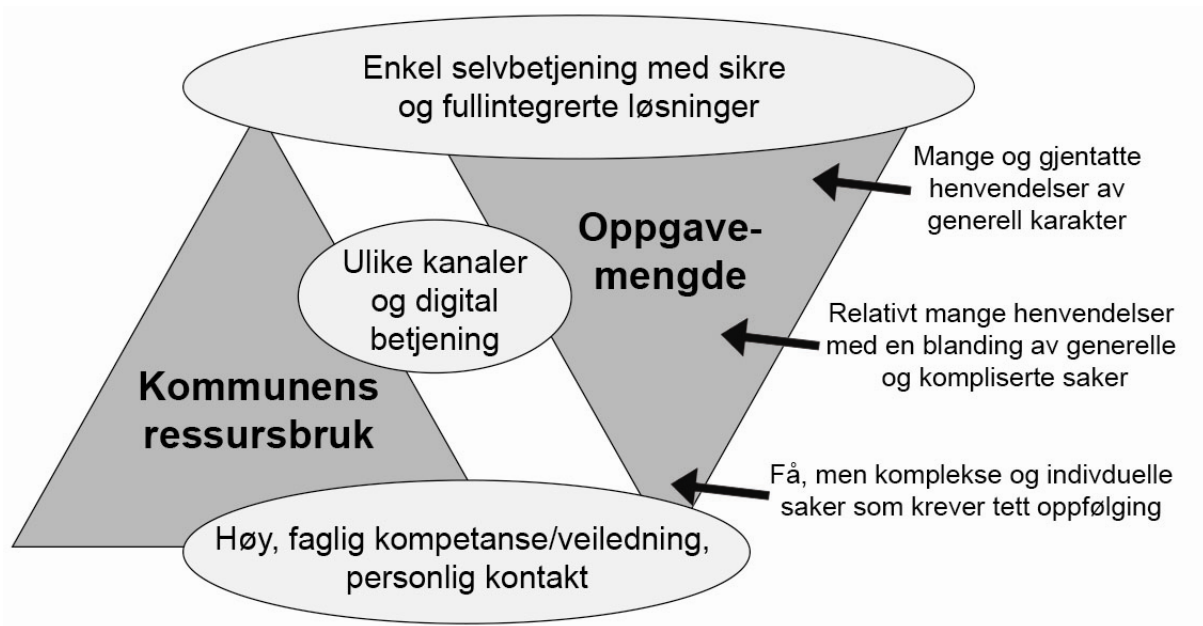 Enkel selvbetjening med sikre
og fullintegrerte løsninger
Mange og gjentatte
henvendelser av
generell karakter
Oppgave-
mengde
Ulike kanaler
og digital
betjening
Relativt mange henvendelser
med en blanding av generelle
og kompliserte saker
Kommunens
ressursbruk
Få, men komplekse og indivduelle
saker som krever tett oppfølging
Høy, faglig kompetanse/veiledning,
personlig kontakt